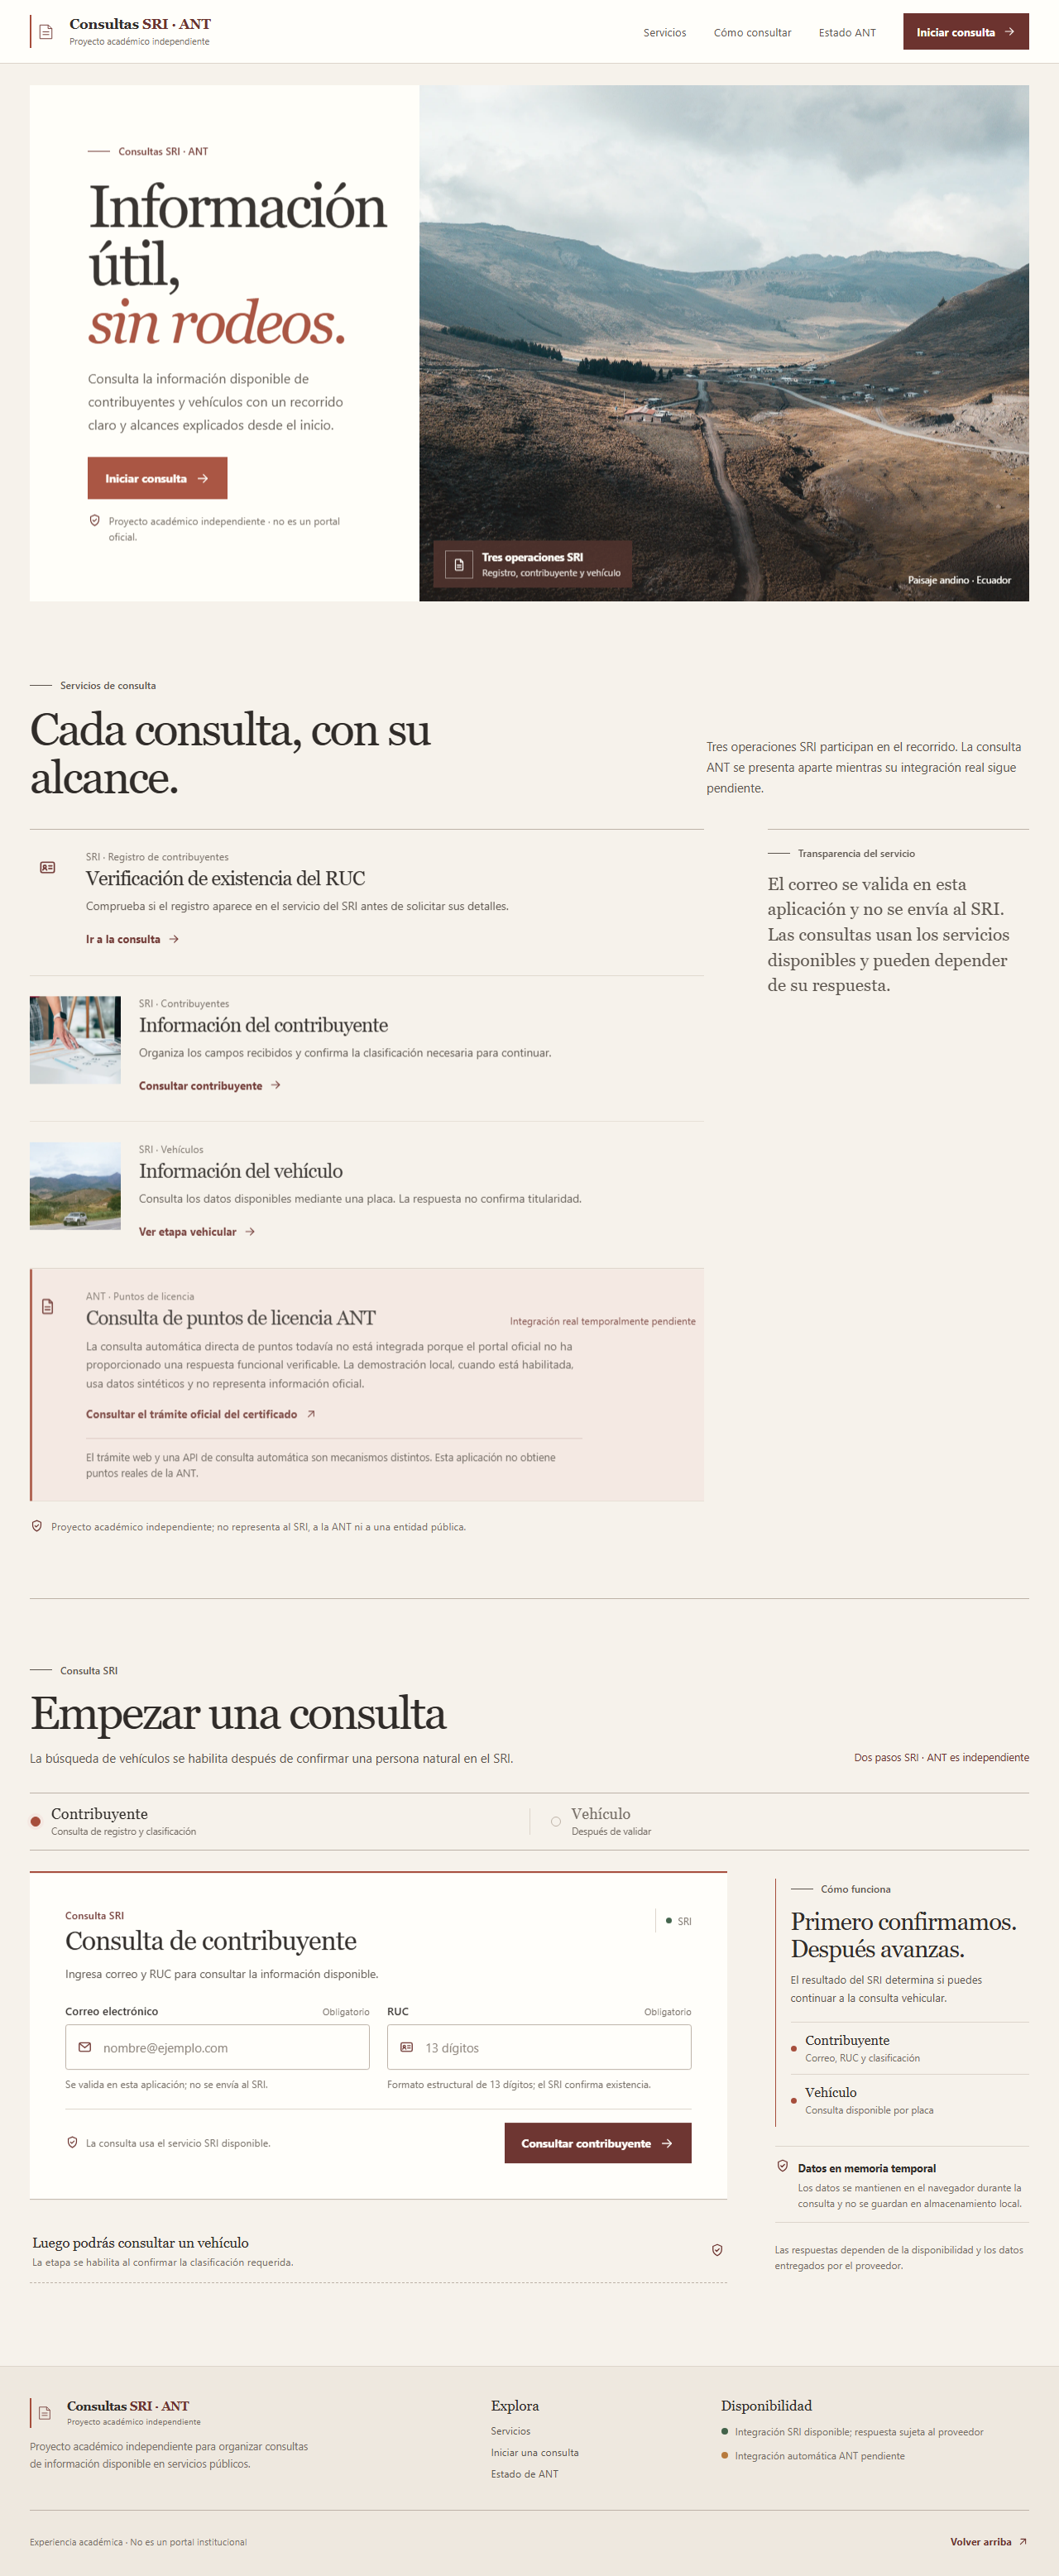 Consultas SRI · ANT
Proyecto académico independiente
Servicios
Cómo consultar
Estado ANT
Iniciar consulta
Consultas SRI · ANT
Información
útil,
sin rodeos.
Consulta la información disponible de
contribuyentes y vehículos con un recorrido
claro y alcances explicados desde el inicio.
Iniciar consulta
Proyecto académico independiente · no es un portal
oficial.
Tres operaciones SRI
Registro, contribuyente y vehículo
Paisaje andino · Ecuador
Servicios de consulta
Cada consulta, con su
alcance.
Tres operaciones SRI participan en el recorrido. La consulta
ANT se presenta aparte mientras su integración real sigue
pendiente.
SRI · Registro de contribuyentes
Verificación de existencia del RUC
Comprueba si el registro aparece en el servicio del SRI antes de solicitar sus detalles.
Ir a la consulta
Transparencia del servicio
El correo se valida en esta
aplicación y no se envía al SRI.
Las consultas usan los servicios
disponibles y pueden depender
de su respuesta.
SRI · Contribuyentes
Información del contribuyente
Organiza los campos recibidos y confirma la clasificación necesaria para continuar.
Consultar contribuyente
SRI · Vehículos
Información del vehículo
Consulta los datos disponibles mediante una placa. La respuesta no confirma titularidad.
Ver etapa vehicular
ANT · Puntos de licencia
Consulta de puntos de licencia ANT
Integración real temporalmente pendiente
La consulta automática directa de puntos todavía no está integrada porque el portal oficial no ha
proporcionado una respuesta funcional verificable. La demostración local, cuando está habilitada,
usa datos sintéticos y no representa información oficial.
Consultar el trámite oficial del certificado
El trámite web y una API de consulta automática son mecanismos distintos. Esta aplicación no obtiene
puntos reales de la ANT.
Proyecto académico independiente; no representa al SRI, a la ANT ni a una entidad pública.
Consulta SRI
Empezar una consulta
La búsqueda de vehículos se habilita después de confirmar una persona natural en el SRI.
Dos pasos SRI · ANT es independiente
Contribuyente
Consulta de registro y clasificación
Vehículo
Después de validar
Consulta SRI
Consulta de contribuyente
SRI
Ingresa correo y RUC para consultar la información disponible.
Correo electrónico
Obligatorio
RUC
Obligatorio
nombre@ejemplo.com
13 dígitos
Se valida en esta aplicación; no se envía al SRI.
Formato estructural de 13 dígitos; el SRI confirma existencia.
La consulta usa el servicio SRI disponible.
Consultar contribuyente
Luego podrás consultar un vehículo
La etapa se habilita al confirmar la clasificación requerida.
Cómo funciona
Primero confirmamos.
Después avanzas.
El resultado del SRI determina si puedes
continuar a la consulta vehicular.
Contribuyente
Correo, RUC y clasificación
Vehículo
Consulta disponible por placa
Datos en memoria temporal
Los datos se mantienen en el navegador durante la
consulta y no se guardan en almacenamiento local.
Las respuestas dependen de la disponibilidad y los datos
entregados por el proveedor.
Consultas SRI · ANT
Proyecto académico independiente
Proyecto académico independiente para organizar consultas
de información disponible en servicios públicos.
Explora
Servicios
Iniciar una consulta
Estado de ANT
Disponibilidad
Integración SRI disponible; respuesta sujeta al proveedor
Integración automática ANT pendiente
Experiencia académica · No es un portal institucional
Volver arriba